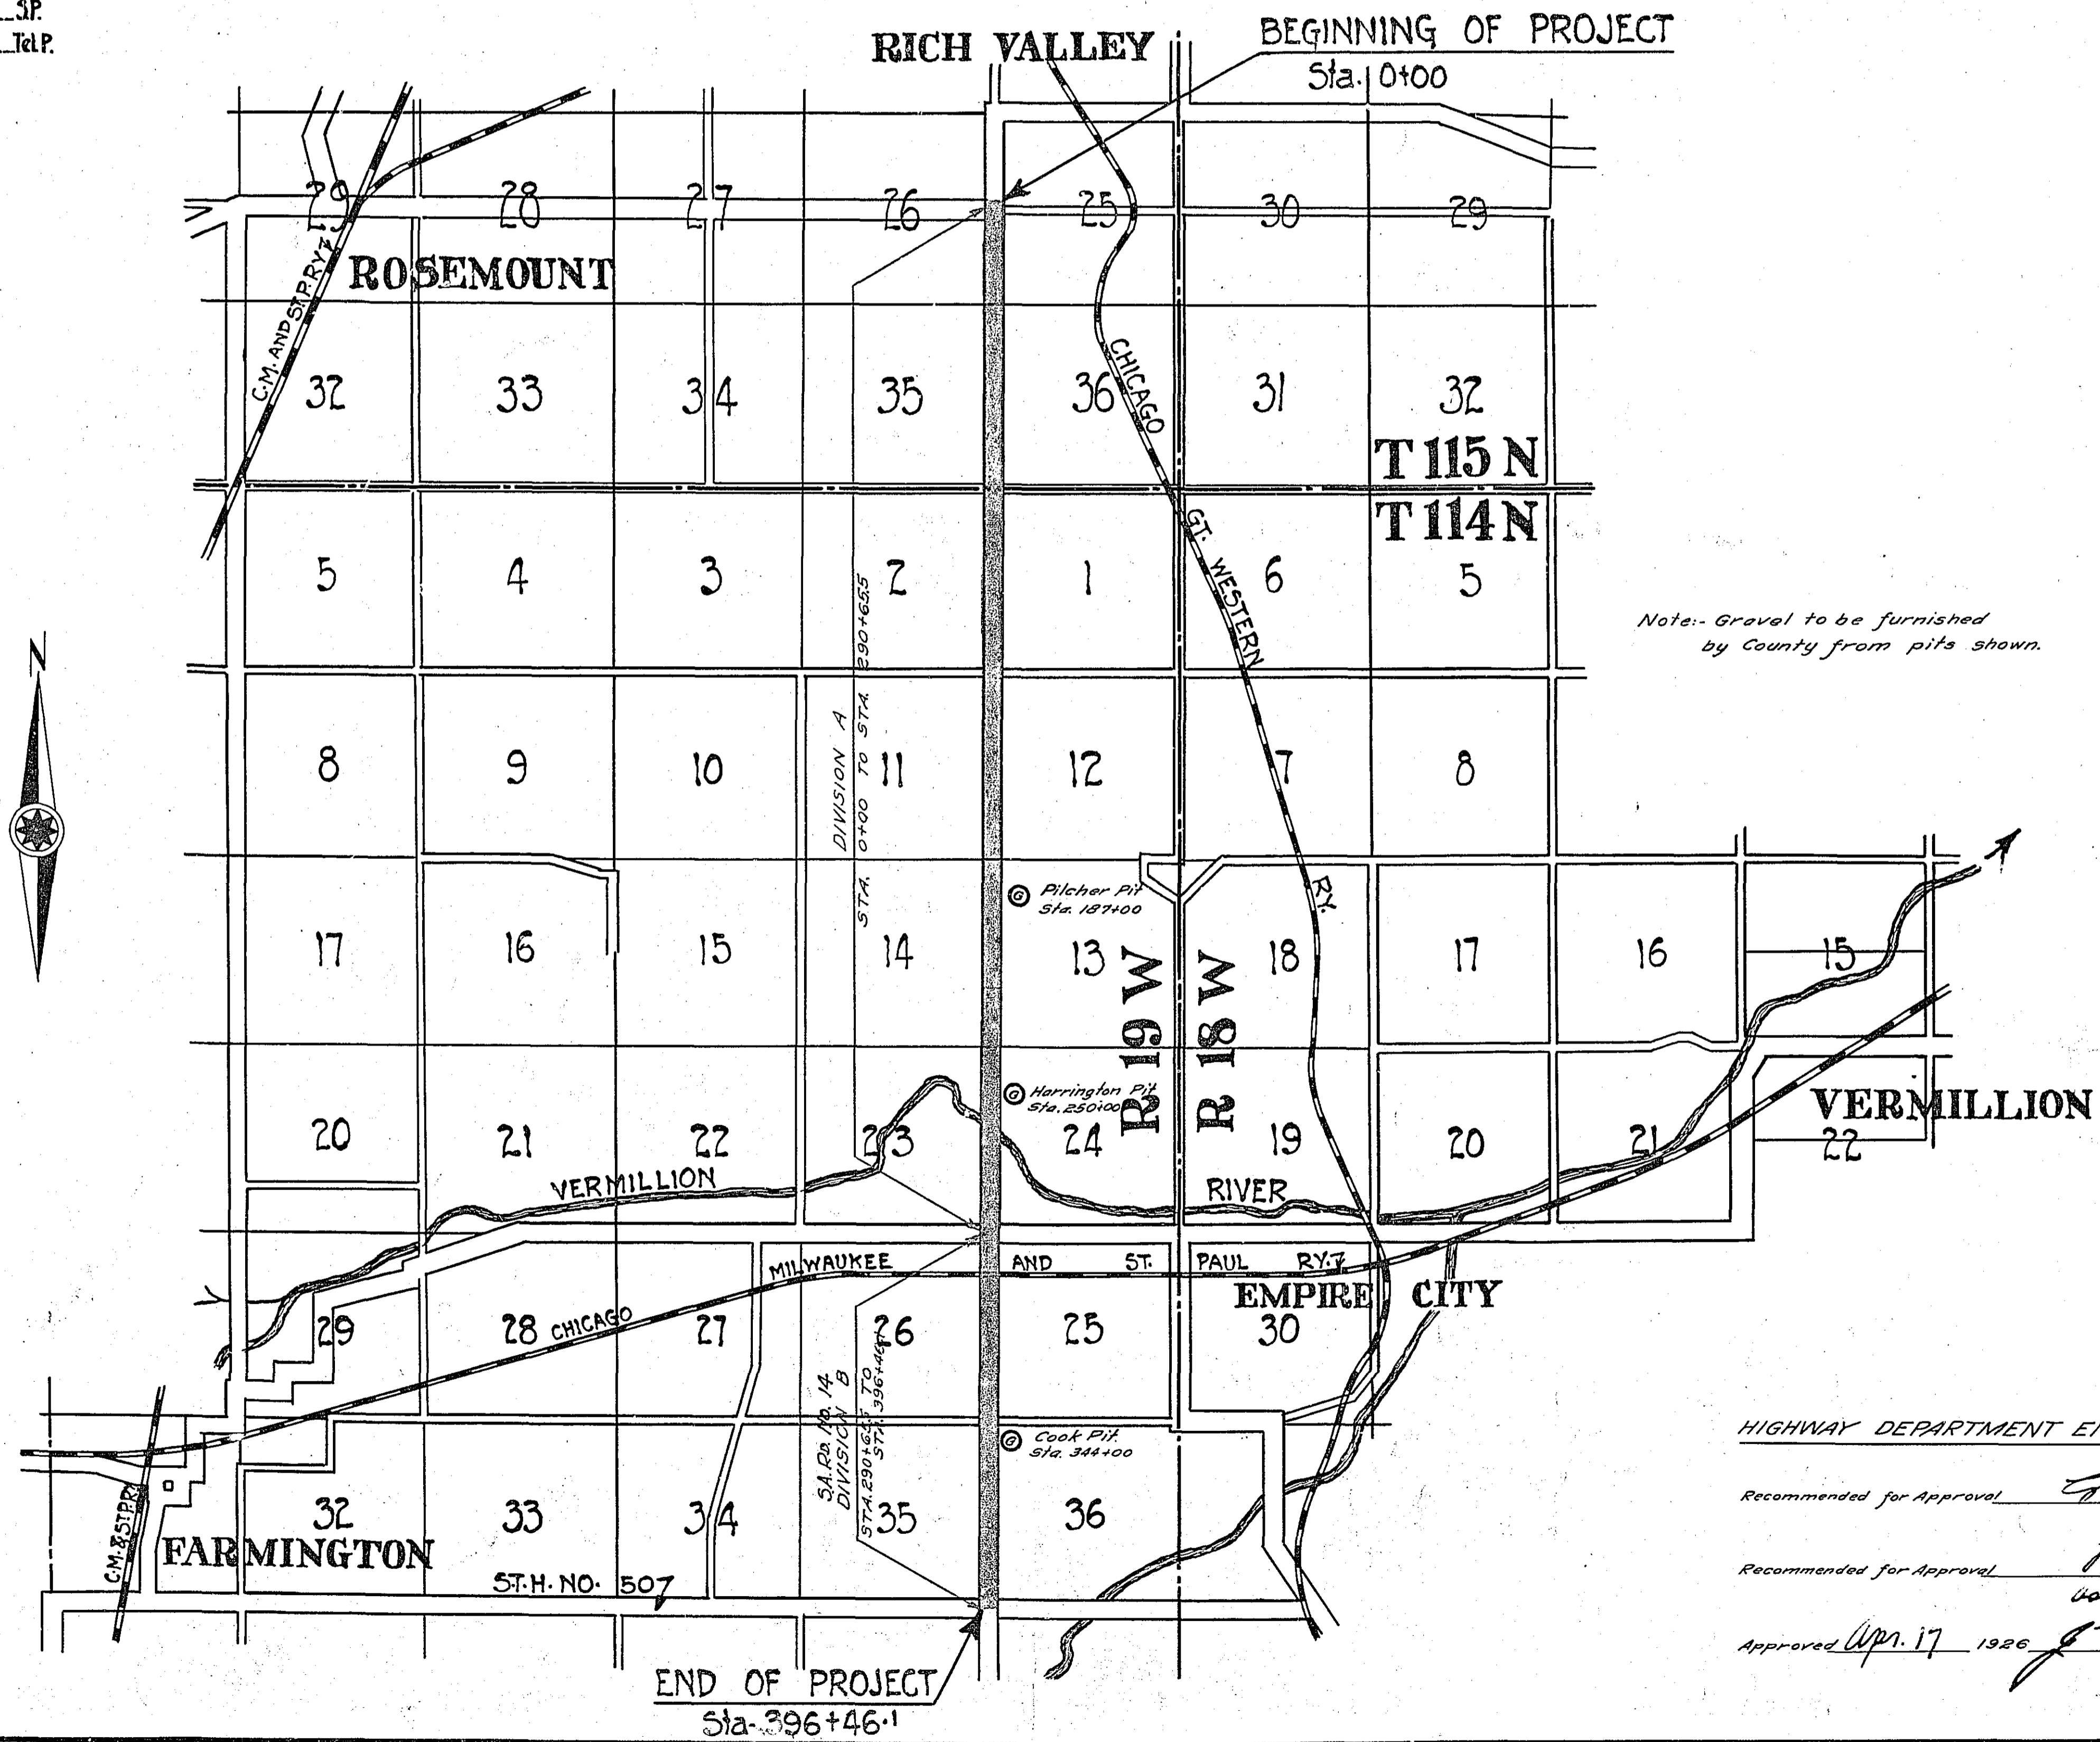 S.P.
Tel.P.
RICH VALLEY
BEGINNING OF PROJECT
Sta. 0+00
29 28 27 26 25 30 29
C.M. AND ST.P. RY.
ROSEMOUNT
32 33 34 35 36 31 32
CHICAGO
GT. WESTERN
RY.
T 115 N
T 114 N
5 4 3 2 1 6 5
N
Note:- Gravel to be furnished
by County from pits shown.
8 9 10 11 12 7 8
DIVISION A
STA. 0+00 TO STA. 290+65.5
G Pilcher Pit
Sta. 187+00
17 16 15 14 13 18 17 16 15
R 19 W
R 18 W
G Harrington Pit
Sta. 250+00
VERMILLION
20 21 22 23 24 19 20 21 22
VERMILLION
RIVER
MILWAUKEE AND ST. PAUL RY.
EMPIRE CITY
CHICAGO
29 28 27 26 25 30
S.A.Rd. No. 14
DIVISION B
STA. 290+65.5 TO
STA. 396+46.1
G Cook Pit
Sta. 344+00
32 33 34 35 36
C.M. & ST.P. RY.
FARMINGTON
S.T.H. NO. 507
END OF PROJECT
Sta. 396+46.1
HIGHWAY DEPARTMENT
Recommended for Approval
Recommended for Approval
Approved Apr. 17 1926